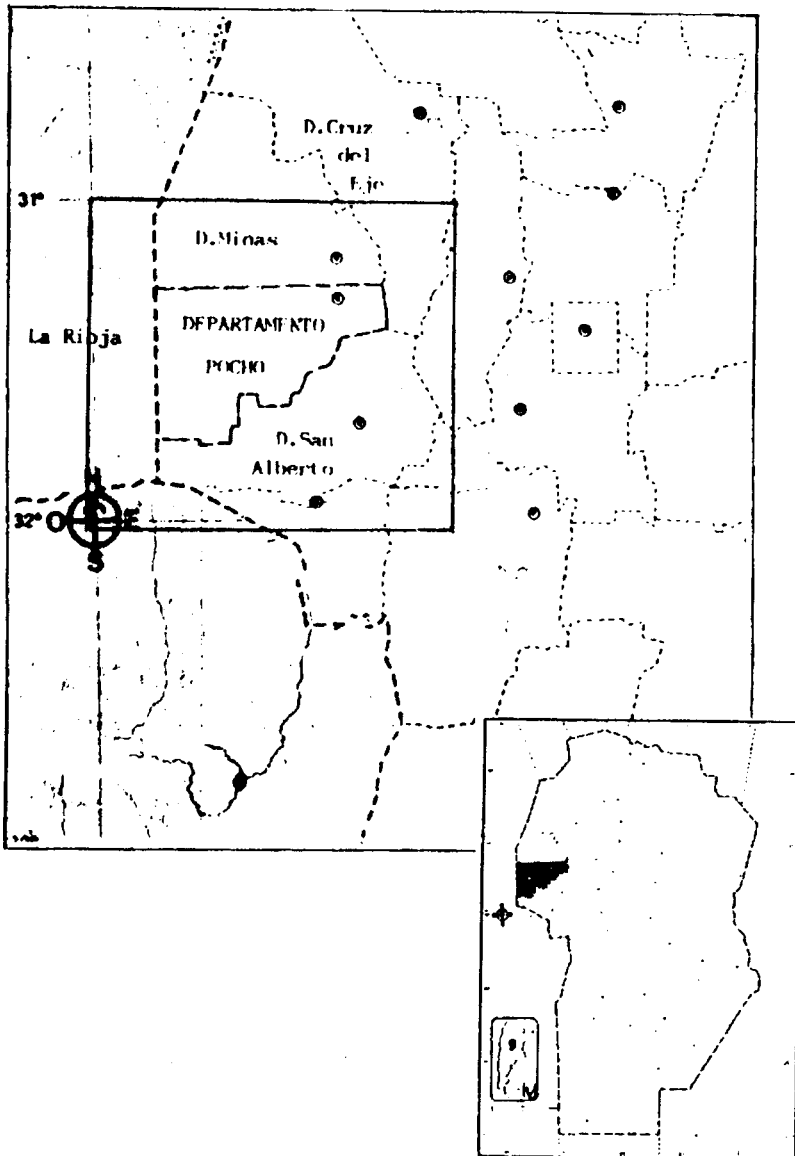 D.Cruz
del
Eje
31°
D.Minas
La Rioja
DEPARTAMENTO
POCHO
D.San
Alberto
32°
O
E
S